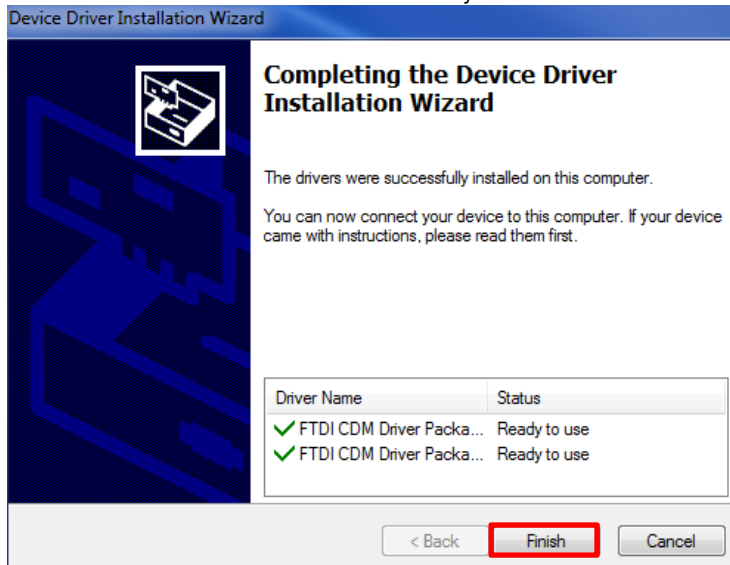 Device Driver Installation Wizard
Completing the Device Driver
Installation Wizard
The drivers were successfully installed on this computer.
You can now connect your device to this computer. If your device
came with instructions, please read them first.
Driver Name Status
FTDI CDM Driver Packa... Ready to use
FTDI CDM Driver Packa... Ready to use
< Back Finish Cancel